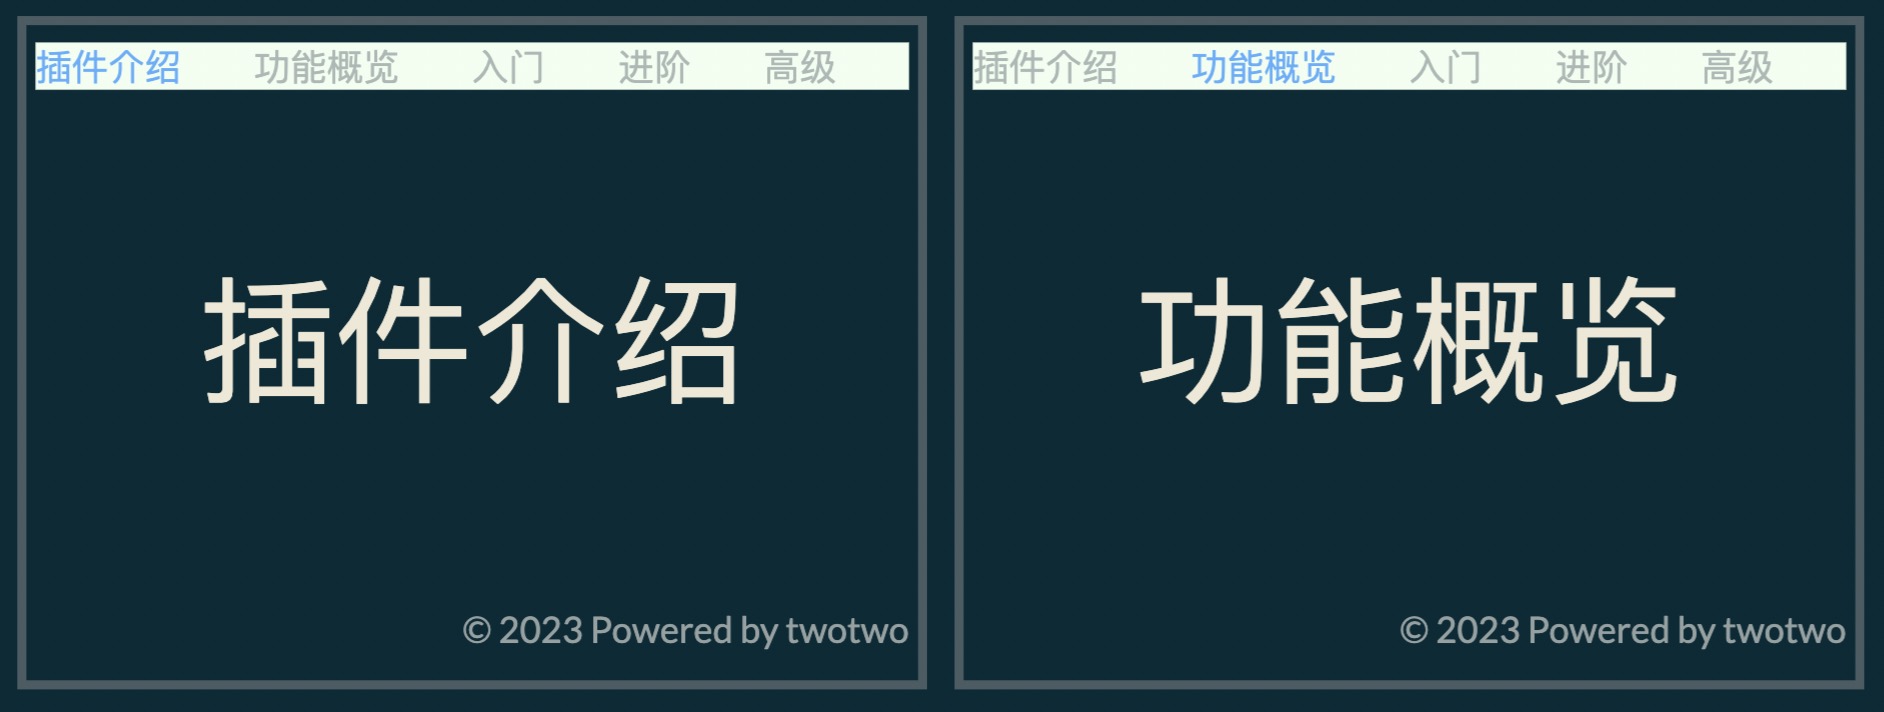 插件介绍 功能概览 入门 进阶 高级
插件介绍
© 2023 Powered by twotwo
插件介绍 功能概览 入门 进阶 高级
功能概览
© 2023 Powered by twotwo